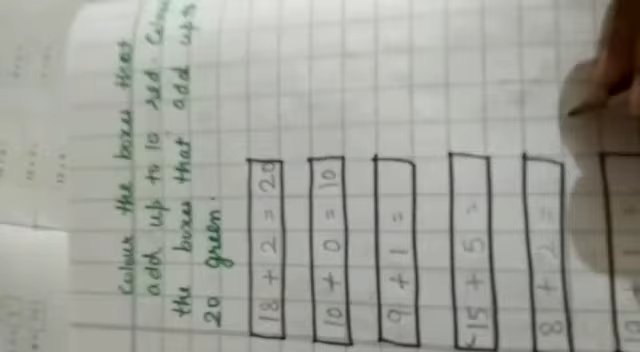 Colour the boxes that
add up to 10 red. Colour
the boxes that add up to
20 green.
18 + 2 = 20
10 + 0 = 10
9 + 1 =
15 + 5 =
8 + 2 =